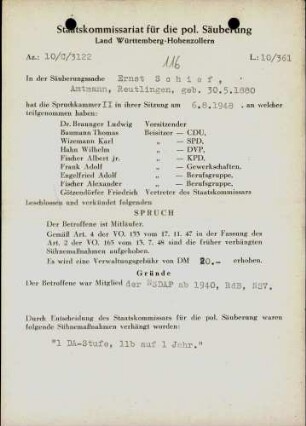 Staatskommissariat für die pol. Säuberung
Land Württemberg-Hohenzollern
Az.: 10/C/3122
L.: 10/361
116
In der Säuberungssache Ernst Schief,
Amtmann, Reutlingen, geb. 30.5.1880
hat die Spruchkammer II in ihrer Sitzung am 6.8.1948, an welcher
teilgenommen haben:
Dr. Braunger Ludwig Vorsitzender
Baumann Thomas Beisitzer — CDU,
Wizemann Karl „ — SPD,
Hahn Wilhelm „ — DVP,
Fischer Albert jr. „ — KPD,
Frank Adolf „ — Gewerkschaften,
Engelfried Adolf „ — Berufsgruppe,
Fischer Alexander „ — Berufsgruppe,
Götzendörfer Friedrich Vertreter des Staatskommissars
beschlossen und verkündet folgenden
SPRUCH
Der Betroffene ist Mitläufer.
Gemäß Art. 4 der VO. 133 vom 17. 11. 47 in der Fassung des
Art. 2 der VO. 165 vom 13. 7. 48 sind die früher verhängten
Sühnemaßnahmen aufgehoben.
Es wird eine Verwaltungsgebühr von DM 20.- erhoben.
Gründe
Der Betroffene war Mitglied der NSDAP ab 1940, RdB, NSV.
Durch Entscheidung des Staatskommissars für die pol. Säuberung waren
folgende Sühnemaßnahmen verhängt worden:
"1 DA-Stufe, 11b auf 1 Jahr."